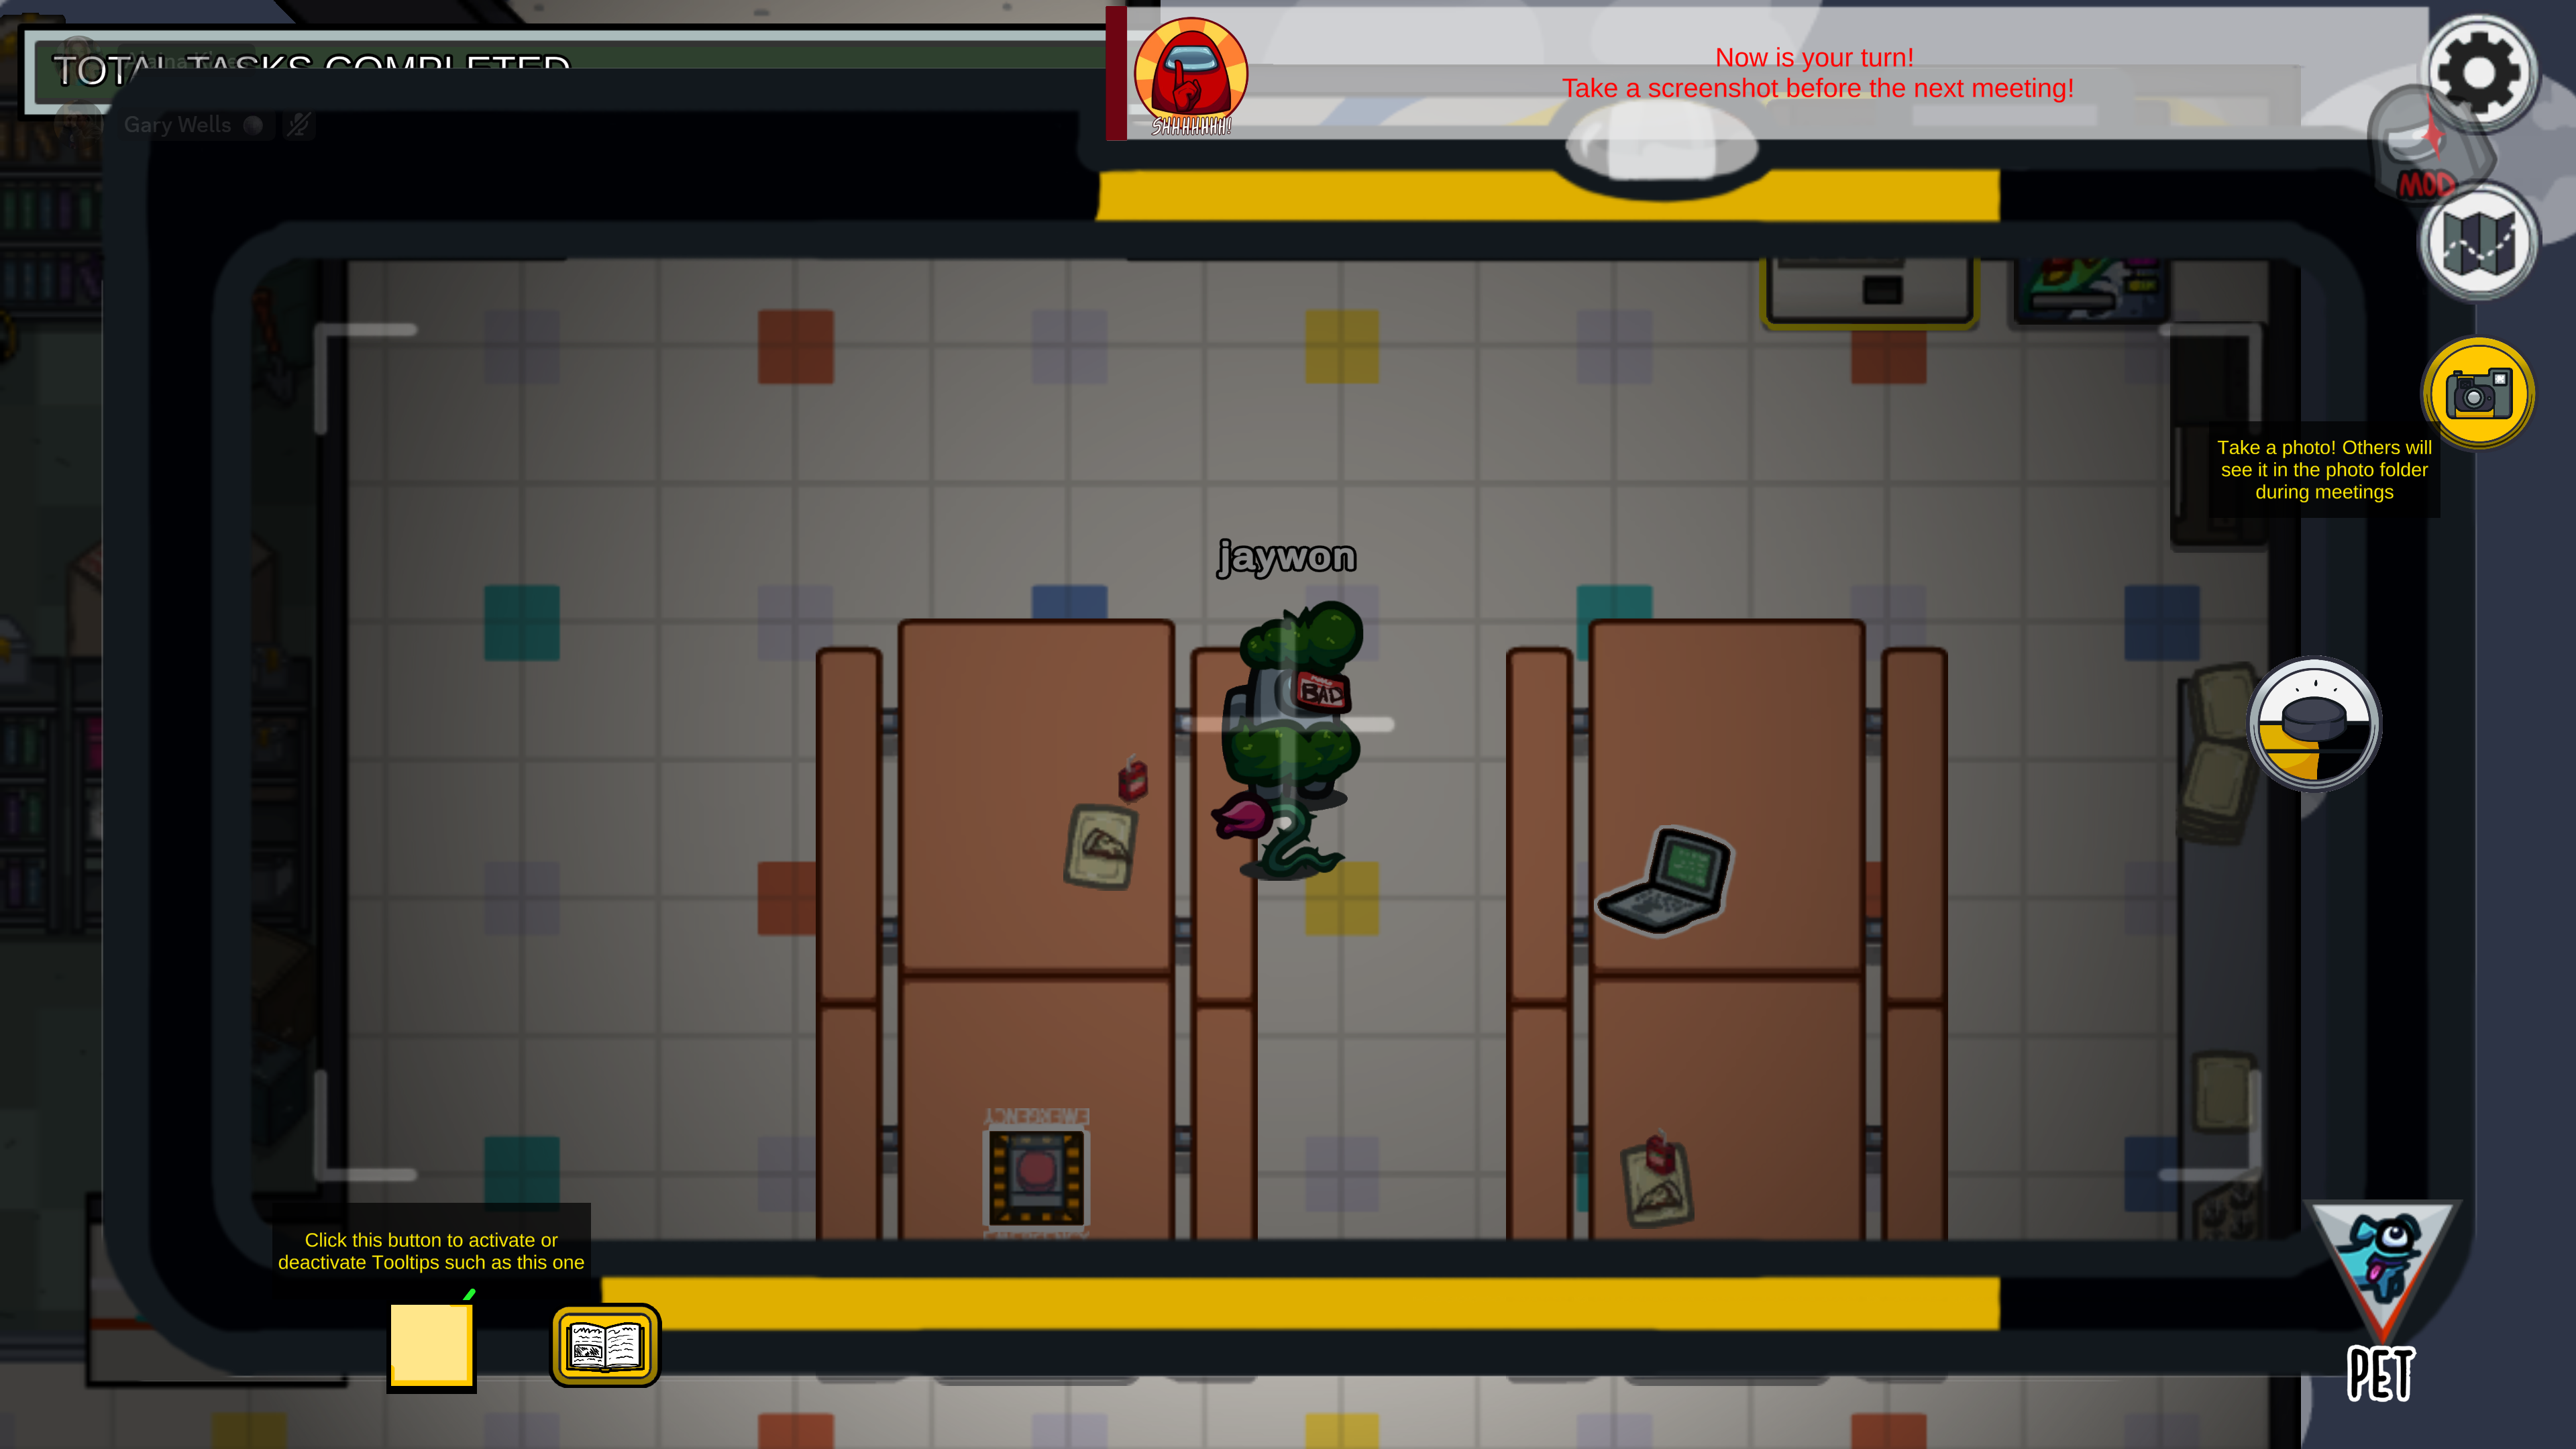 TOTAL TASKS COMPLETED
Gary Wells
SHHHHHHH!
Now is your turn!
Take a screenshot before the next meeting!
MOD
Take a photo! Others will
see it in the photo folder
during meetings
jaywon
BAD
EMERGENCY
Click this button to activate or
deactivate Tooltips such as this one
PET